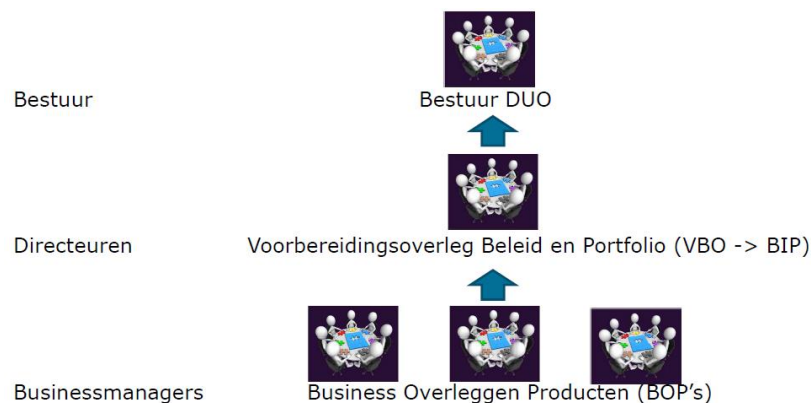 Bestuur Bestuur DUO
Directeuren Voorbereidingsoverleg Beleid en Portfolio (VBO -> BIP)
Businessmanagers Business Overleggen Producten (BOP's)